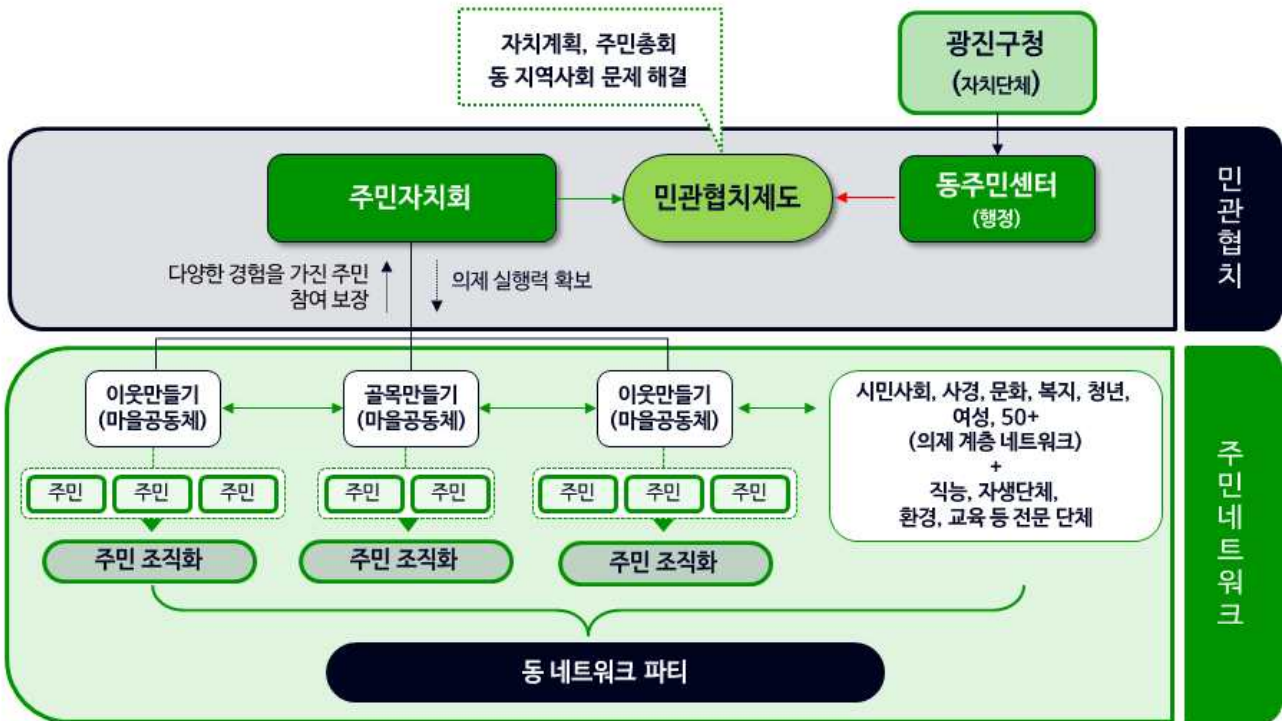 자치계획, 주민총회
동 지역사회 문제 해결
광진구청
(자치단체)
주민자치회
민관협치제도
동주민센터
(행정)
민관협치
다양한 경험을 가진 주민
참여 보장
의제 실행력 확보
이웃만들기
(마을공동체)
골목만들기
(마을공동체)
이웃만들기
(마을공동체)
시민사회, 사경, 문화, 복지, 청년,
여성, 50+
(의제 계층 네트워크)
+
직능, 자생단체,
환경, 교육 등 전문 단체
주민 주민 주민
주민 주민
주민 주민 주민
주민 조직화
주민 조직화
주민 조직화
동 네트워크 파티
주민네트워크